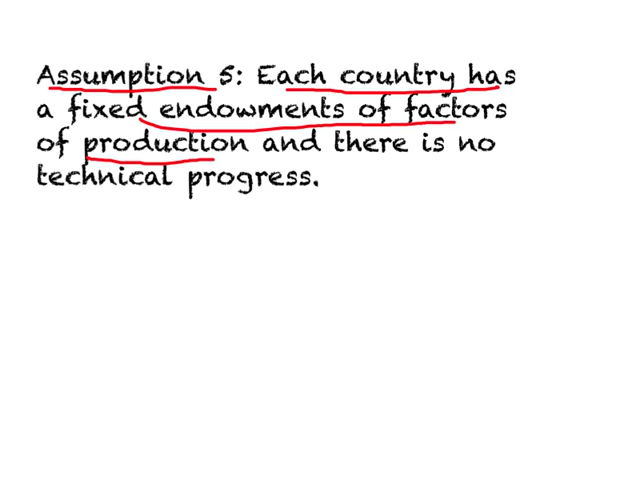 Assumption 5: Each country has
a fixed endowments of factors
of production and there is no
technical progress.